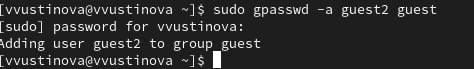 [vvustinova@vvustinova ~]$ sudo gpasswd -a guest2 guest
[sudo] password for vvustinova:
Adding user guest2 to group guest
[vvustinova@vvustinova ~]$